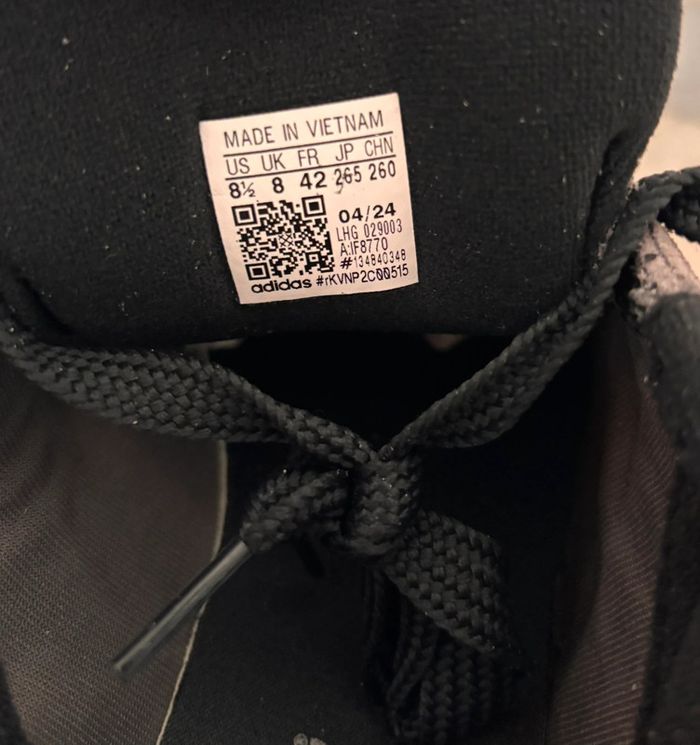 MADE IN VIETNAM
US UK FR JP CHN
8½ 8 42 265 260
04/24
LHG 029003
A:IF8770
#134840348
adidas #rKVNP2C00515